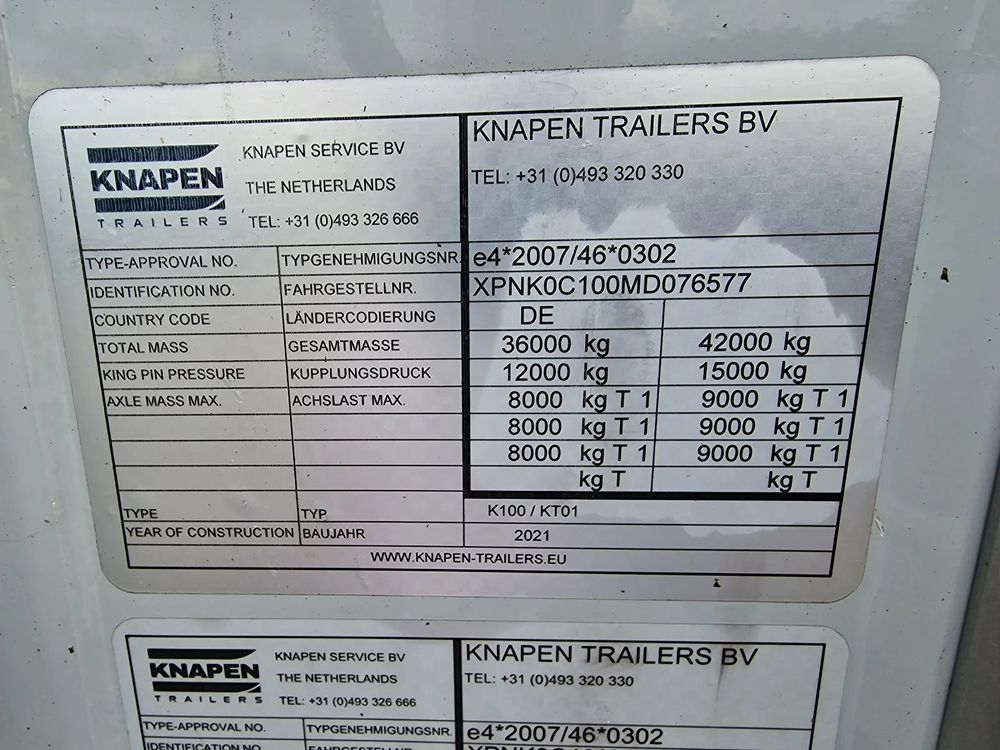 KNAPEN
TRAILERS
KNAPEN SERVICE BV
THE NETHERLANDS
TEL: +31 (0)493 326 666
KNAPEN TRAILERS BV
TEL: +31 (0)493 320 330
TYPE-APPROVAL NO. TYPGENEHMIGUNGSNR. e4*2007/46*0302
IDENTIFICATION NO. FAHRGESTELLNR. XPNK0C100MD076577
COUNTRY CODE LÄNDERCODIERUNG DE
TOTAL MASS GESAMTMASSE 36000 kg 42000 kg
KING PIN PRESSURE KUPPLUNGSDRUCK 12000 kg 15000 kg
AXLE MASS MAX. ACHSLAST MAX. 8000 kg T 1 9000 kg T 1
8000 kg T 1 9000 kg T 1
8000 kg T 1 9000 kg T 1
kg T kg T
TYPE TYP K100 / KT01
YEAR OF CONSTRUCTION BAUJAHR 2021
WWW.KNAPEN-TRAILERS.EU
KNAPEN
TRAILERS
KNAPEN SERVICE BV
THE NETHERLANDS
TEL: +31 (0)493 326 666
KNAPEN TRAILERS BV
TEL: +31 (0)493 320 330
TYPE-APPROVAL NO. TYPGENEHMIGUNGSNR. e4*2007/46*0302
IDENTIFICATION NO. FAHRGESTELLNR.